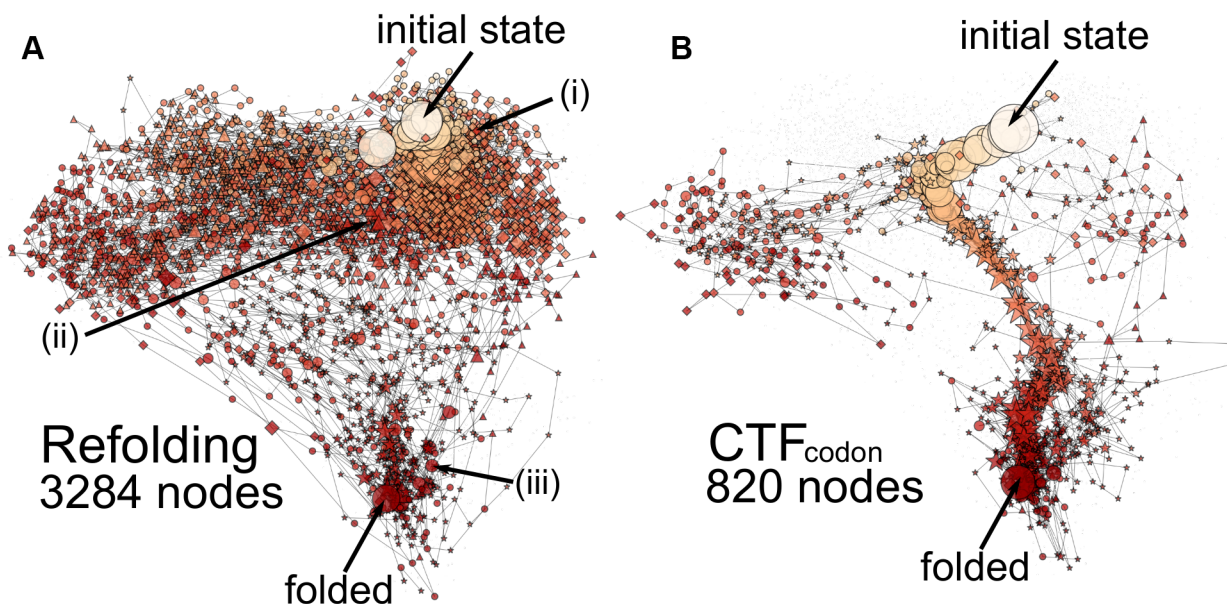 A
initial state
(i)
(ii)
Refolding
3284 nodes
(iii)
folded
B
initial state
CTFcodon
820 nodes
folded